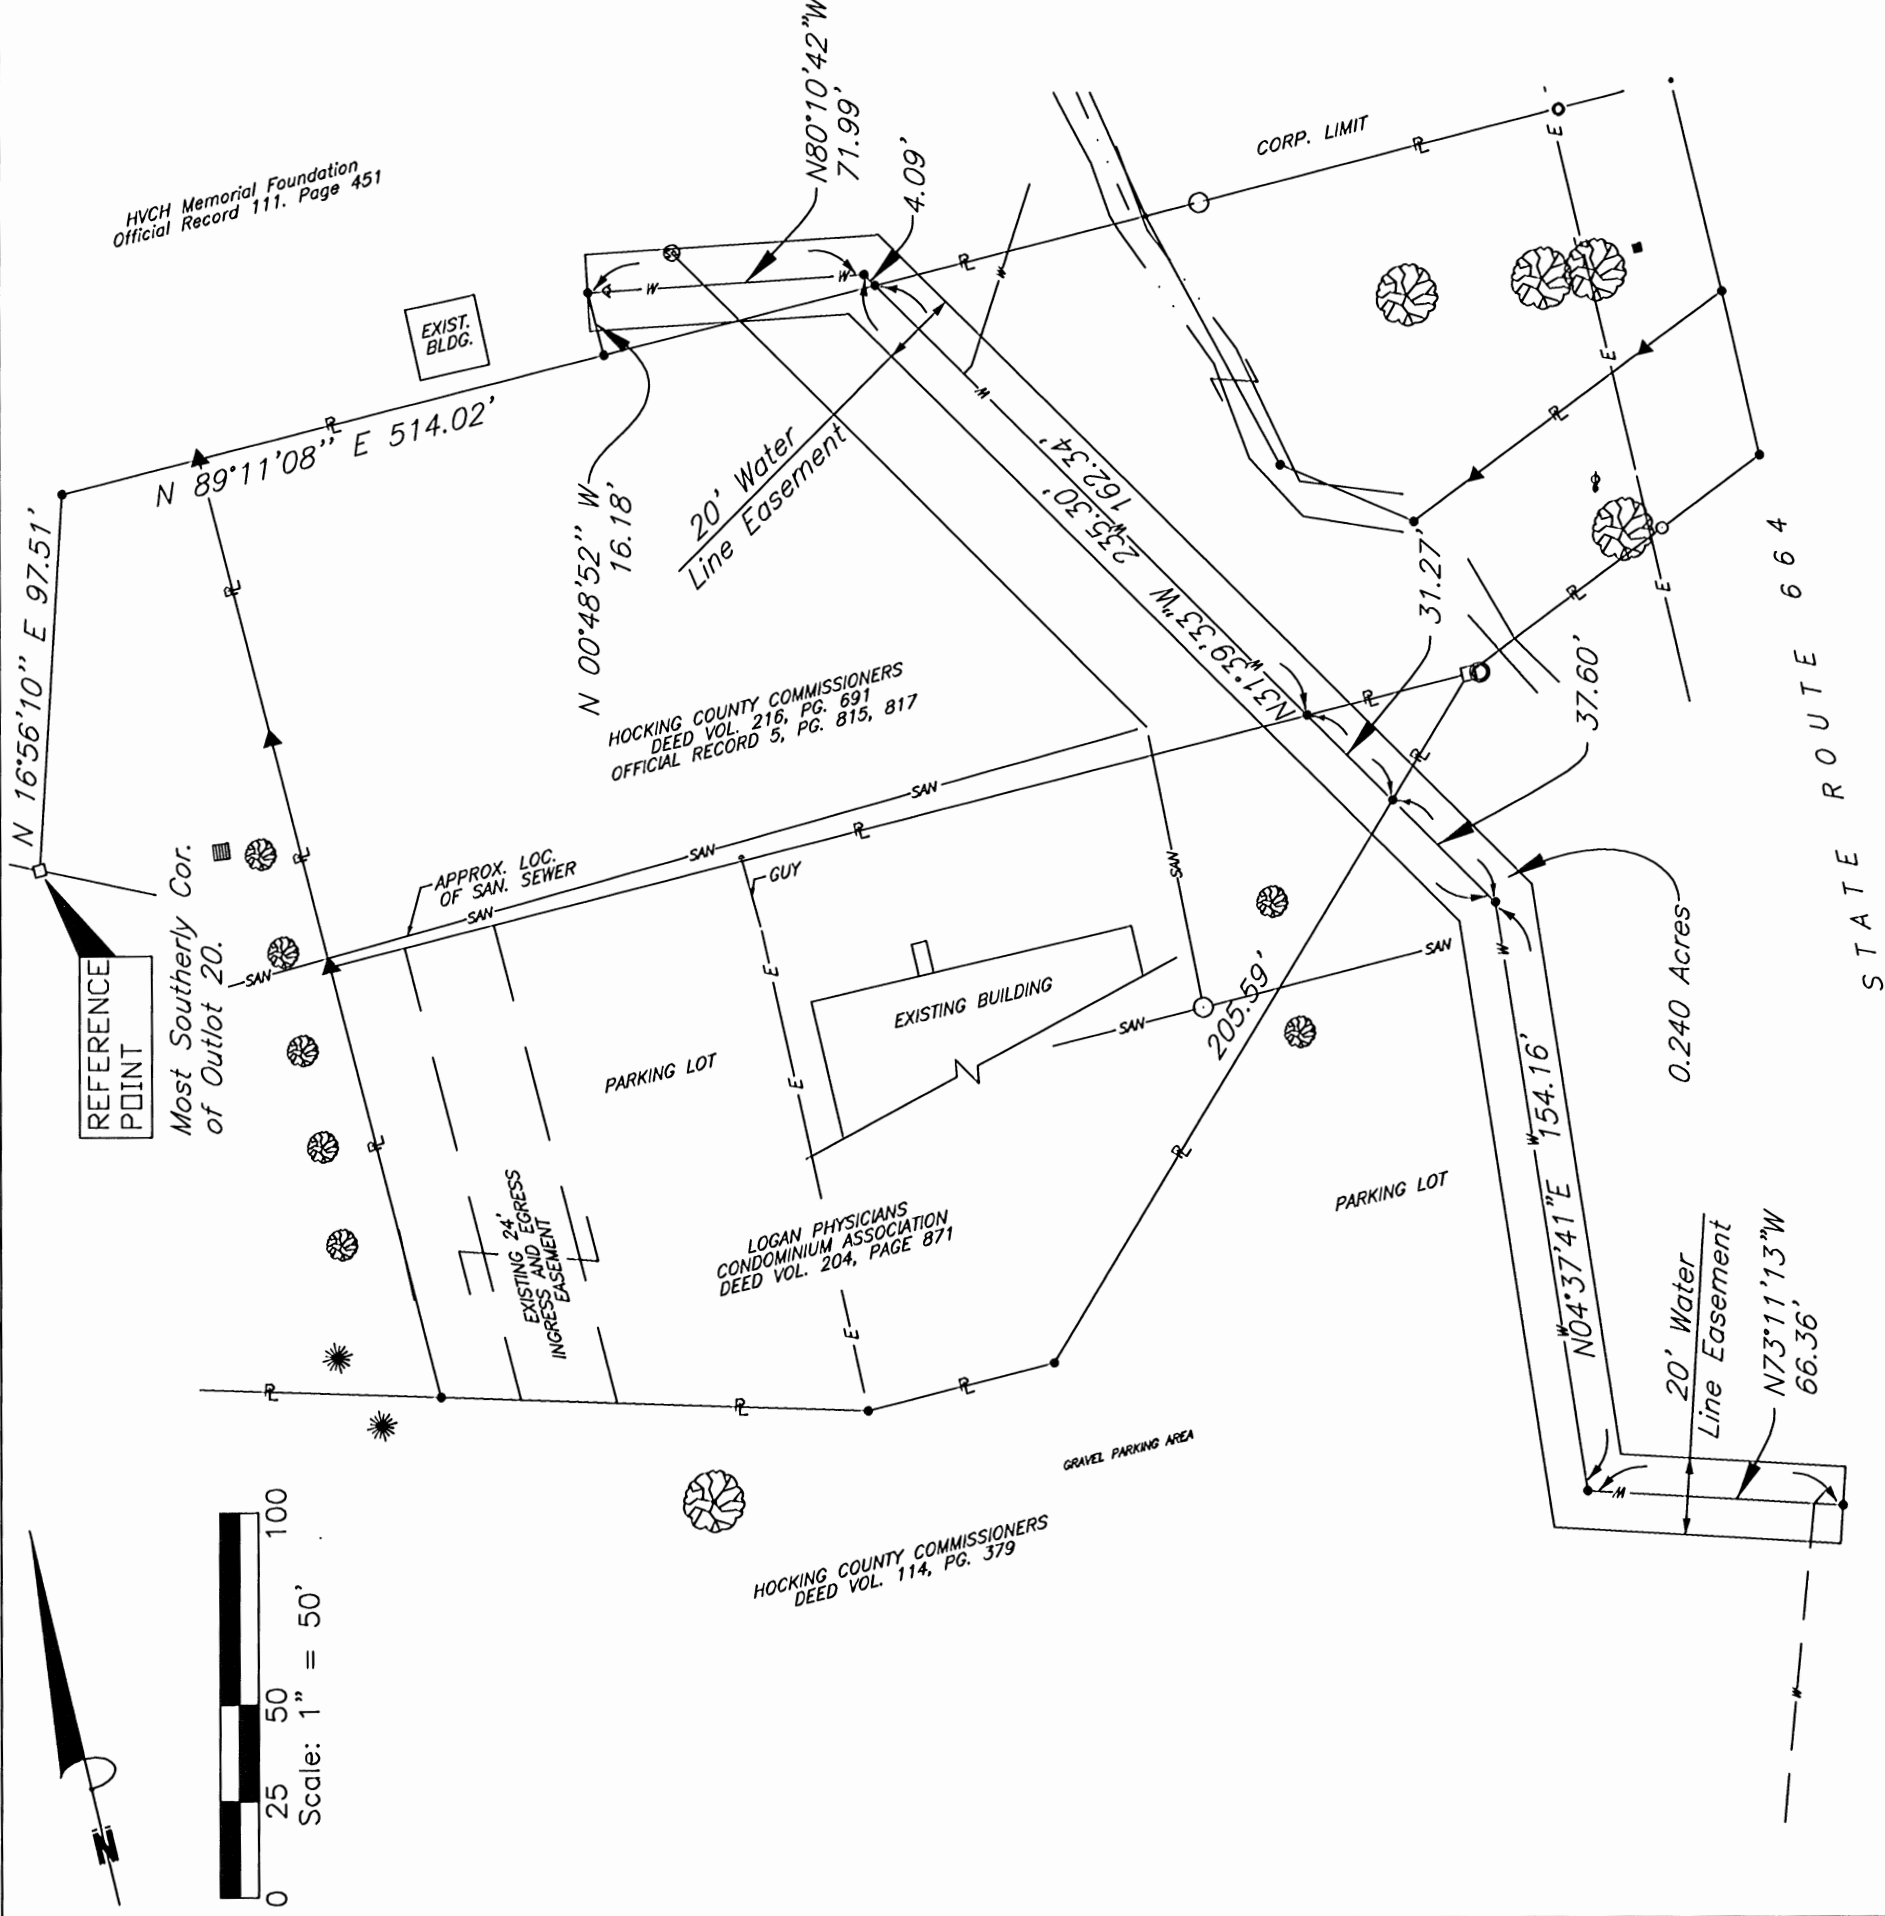 HVCH Memorial Foundation
Official Record 111. Page 451
N80°10'42"W
71.99'
4.09'
CORP. LIMIT
EXIST.
BLDG.
N 89°11'08'' E 514.02'
N 16°56'10'' E 97.51'
N 00°48'52'' W
16.18'
20' Water
Line Easement
162.34'
N31°39'33"W 235.30'
31.27'
37.60'
HOCKING COUNTY COMMISSIONERS
DEED VOL. 216, PG. 691
OFFICIAL RECORD 5, PG. 815, 817
REFERENCE
POINT
Most Southerly Cor.
of Outlot 20.
APPROX. LOC.
OF SAN. SEWER
SAN
SAN
SAN
SAN
SAN
SAN
SAN
GUY
EXISTING BUILDING
PARKING LOT
205.59'
EXISTING 24'
INGRESS AND EGRESS
EASEMENT
LOGAN PHYSICIANS
CONDOMINIUM ASSOCIATION
DEED VOL. 204, PAGE 871
PARKING LOT
0.240 Acres
STATE ROUTE 664
N04°37'41"E 154.16'
20' Water
Line Easement
N73°11'13"W
66.36'
GRAVEL PARKING AREA
HOCKING COUNTY COMMISSIONERS
DEED VOL. 114, PG. 379
N
0 25 50 100
Scale: 1" = 50'